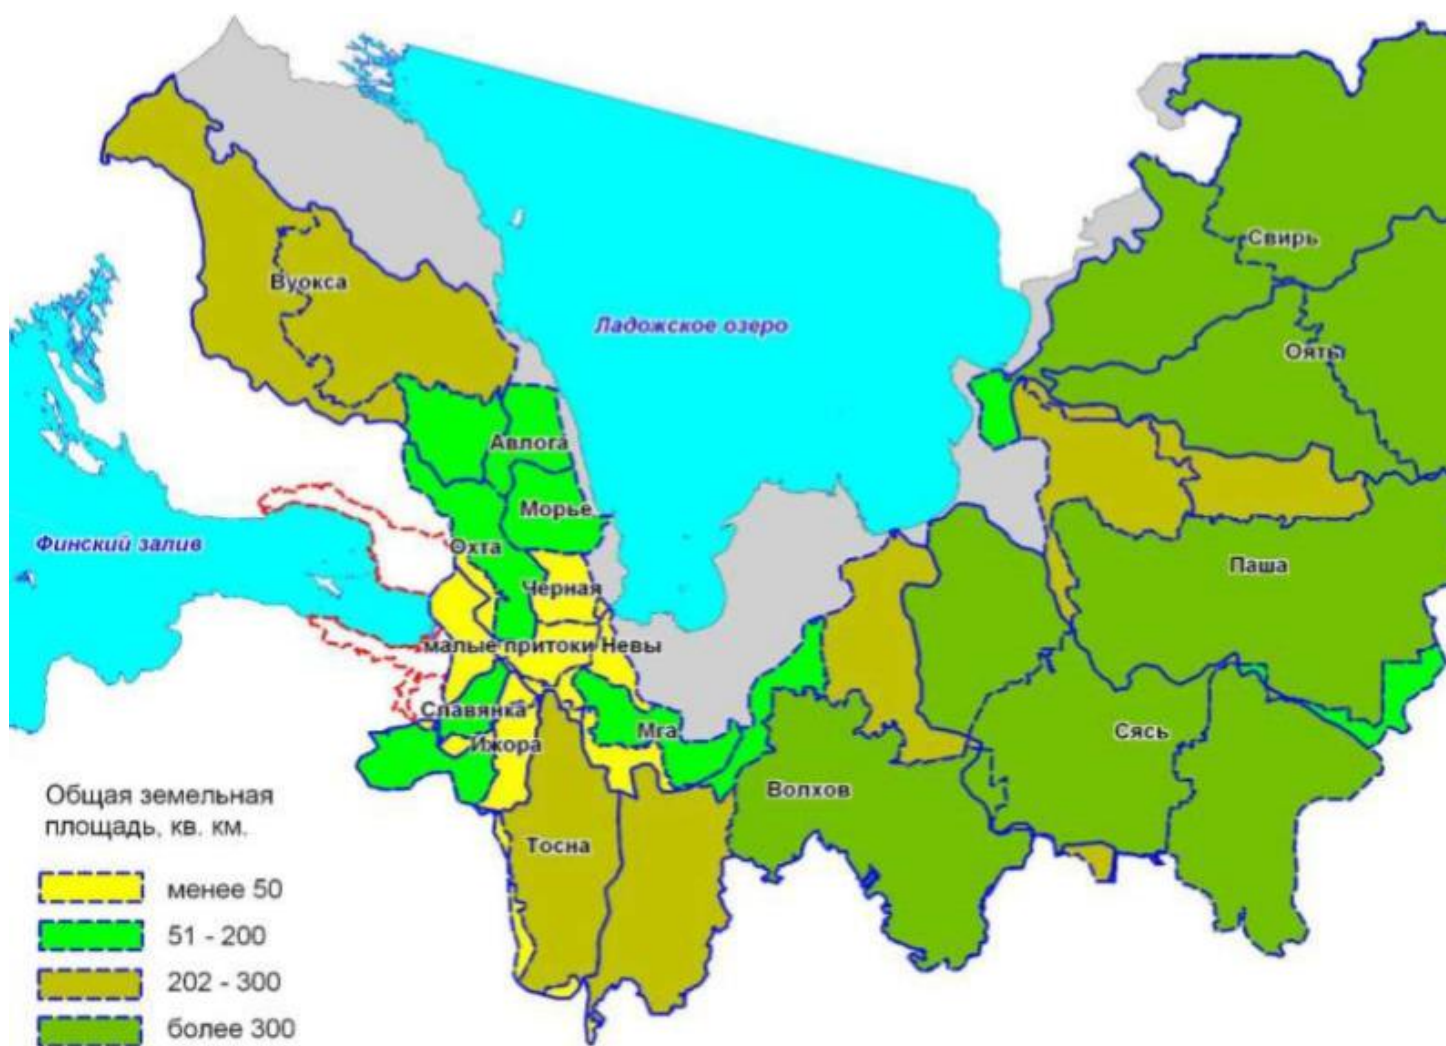 Свирь
Вуокса
Ладожское озеро
Оять
Авлога
Морье
Финский залив
Охта
Паша
Черная
малые притоки Невы
Славянка
Мга
Сясь
Ижора
Волхов
Общая земельная
площадь, кв. км.
Тосна
менее 50
51 - 200
202 - 300
более 300